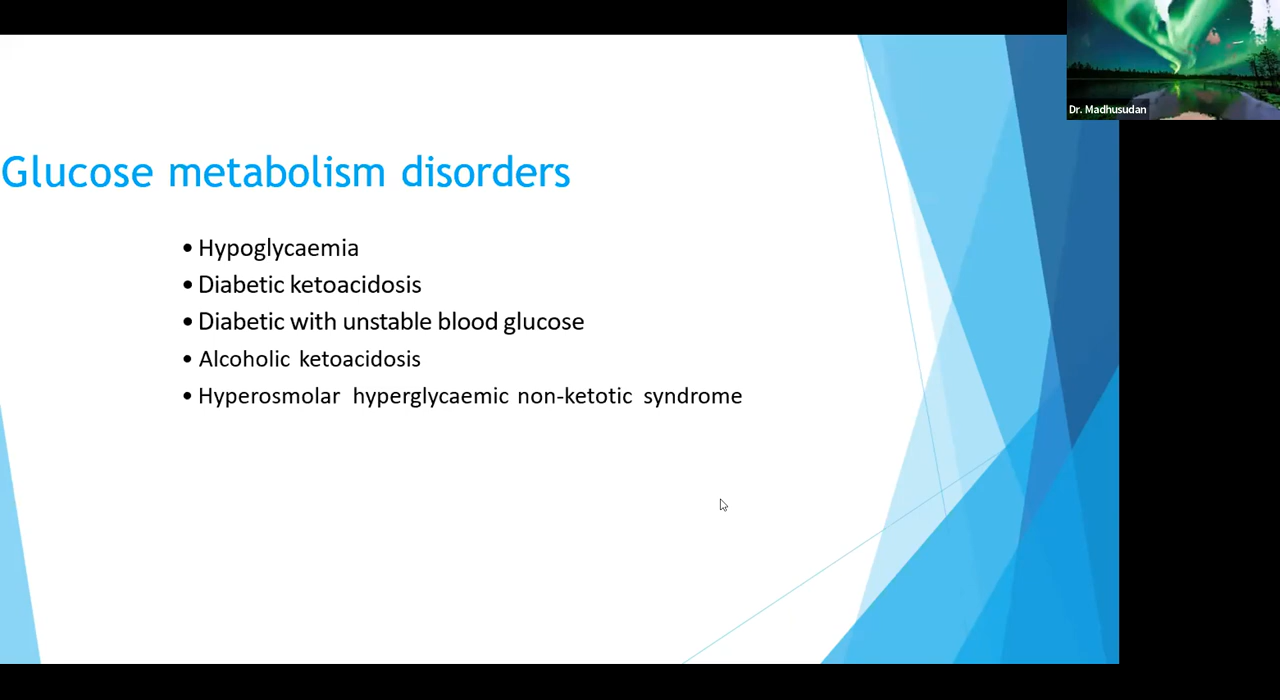 Dr. Madhusudan
Glucose metabolism disorders
• Hypoglycaemia
• Diabetic ketoacidosis
• Diabetic with unstable blood glucose
• Alcoholic ketoacidosis
• Hyperosmolar hyperglycaemic non-ketotic syndrome